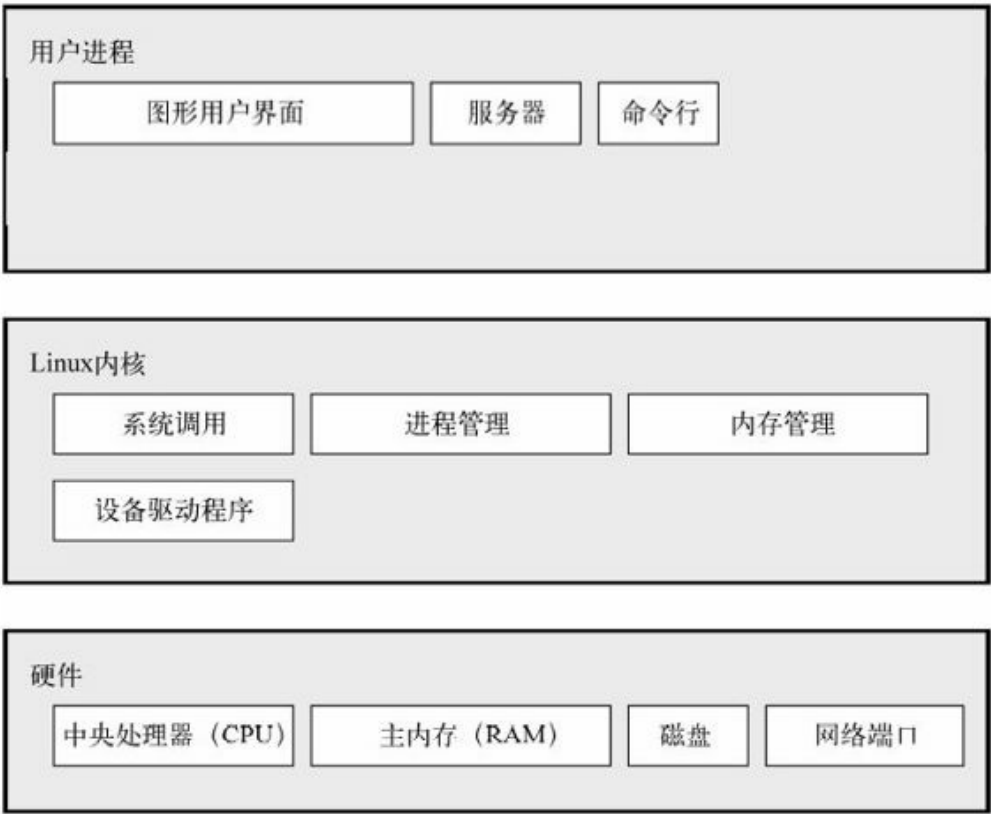 用户进程
图形用户界面 服务器 命令行
Linux内核
系统调用 进程管理 内存管理
设备驱动程序
硬件
中央处理器（CPU） 主内存（RAM） 磁盘 网络端口